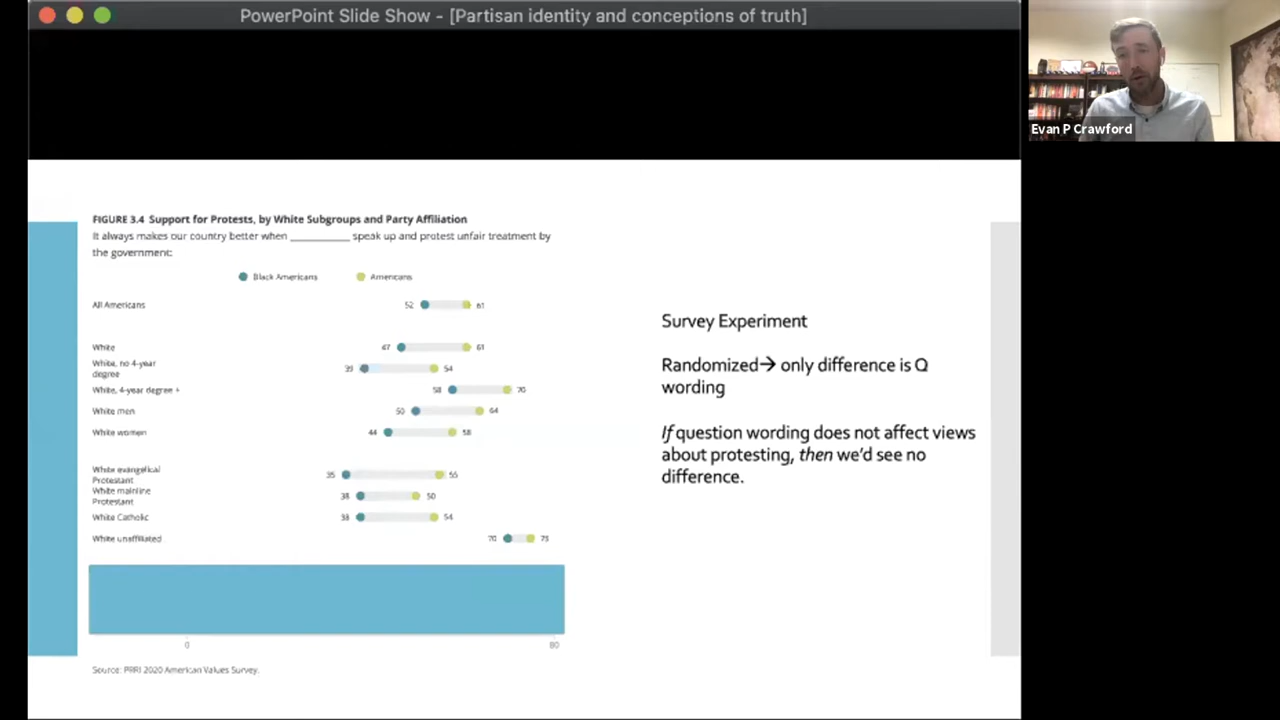 PowerPoint Slide Show - [Partisan identity and conceptions of truth]
Evan P Crawford
FIGURE 3.4 Support for Protests, by White Subgroups and Party Affiliation
It always makes our country better when __________ speak up and protest unfair treatment by
the government:
Black Americans Americans
All Americans 52 61
White 47 61
White, no 4-year
degree 39 54
White, 4-year degree + 58 70
White men 50 64
White women 44 58
White evangelical
Protestant 35 55
White mainline
Protestant 38 50
White Catholic 38 54
White unaffiliated 70 75
0 80
Source: PRRI 2020 American Values Survey.
Survey Experiment
Randomized→ only difference is Q
wording
If question wording does not affect views
about protesting, then we'd see no
difference.